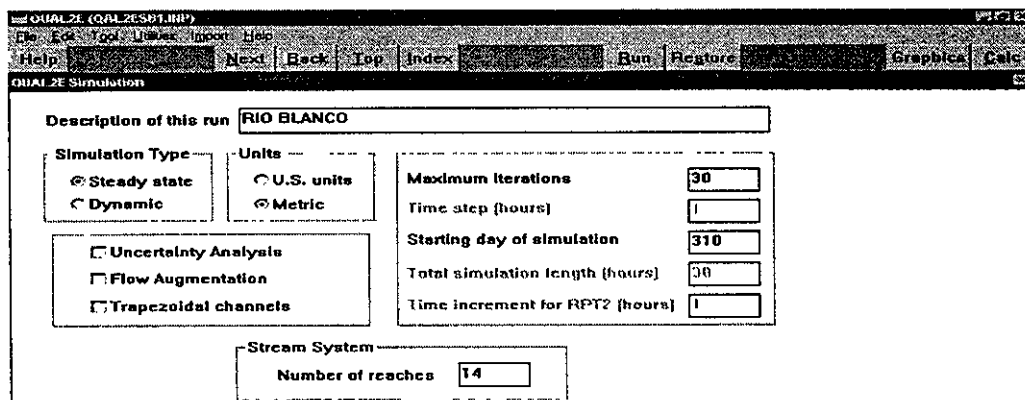 QUAL2E (QAL2ES01.INP)
File Edit Tool Utilities Import Help
Help Next Back Top Index Run Restore Graphics Calc
QUAL2E Simulation
Description of this run RIO BLANCO
Simulation Type
Steady state
Dynamic
Units
U.S. units
Metric
Uncertainty Analysis
Flow Augmentation
Trapezoidal channels
Maximum Iterations 30
Time step (hours) 1
Starting day of simulation 310
Total simulation length (hours) 30
Time increment for RPT2 (hours) 1
Stream System
Number of reaches 14